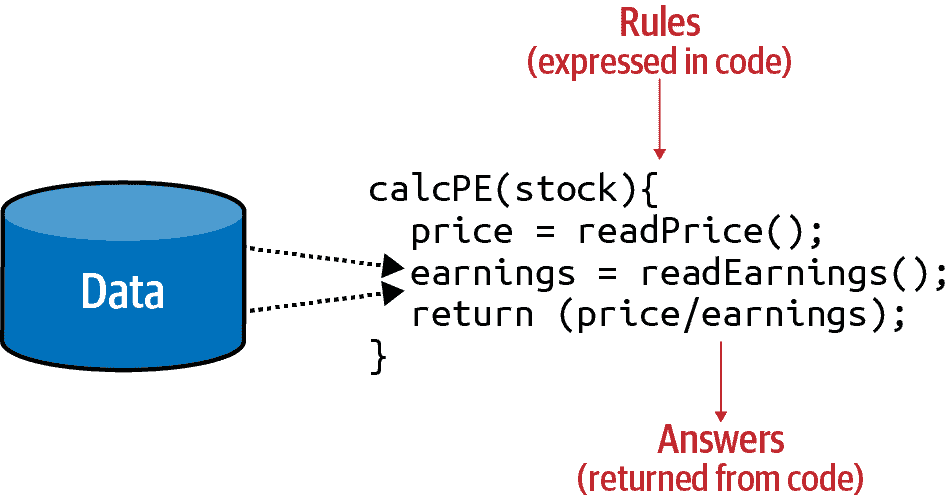 Rules
(expressed in code)
calcPE(stock){
  price = readPrice();
  earnings = readEarnings();
  return (price/earnings);
}
Data
Answers
(returned from code)